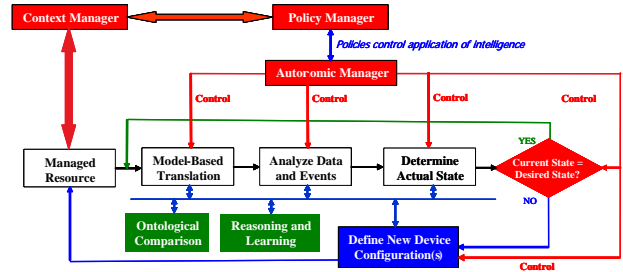 Context Manager
Policy Manager
Policies control application of Intelligence
Autonomic Manager
Control
Control
Control
Control
YES
Managed
Resource
Model-Based
Translation
Analyze Data
and Events
Determine
Actual State
Current State =
Desired State?
NO
Ontological
Comparison
Reasoning and
Learning
Define New Device
Configuration(s)
Control